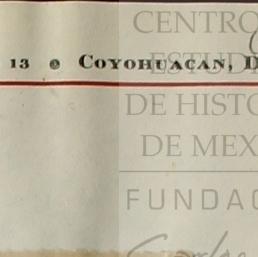 CENTRO
13 ● COYOHUACAN, D
ESTUD
DE HISTO
DE MEX
FUNDAC